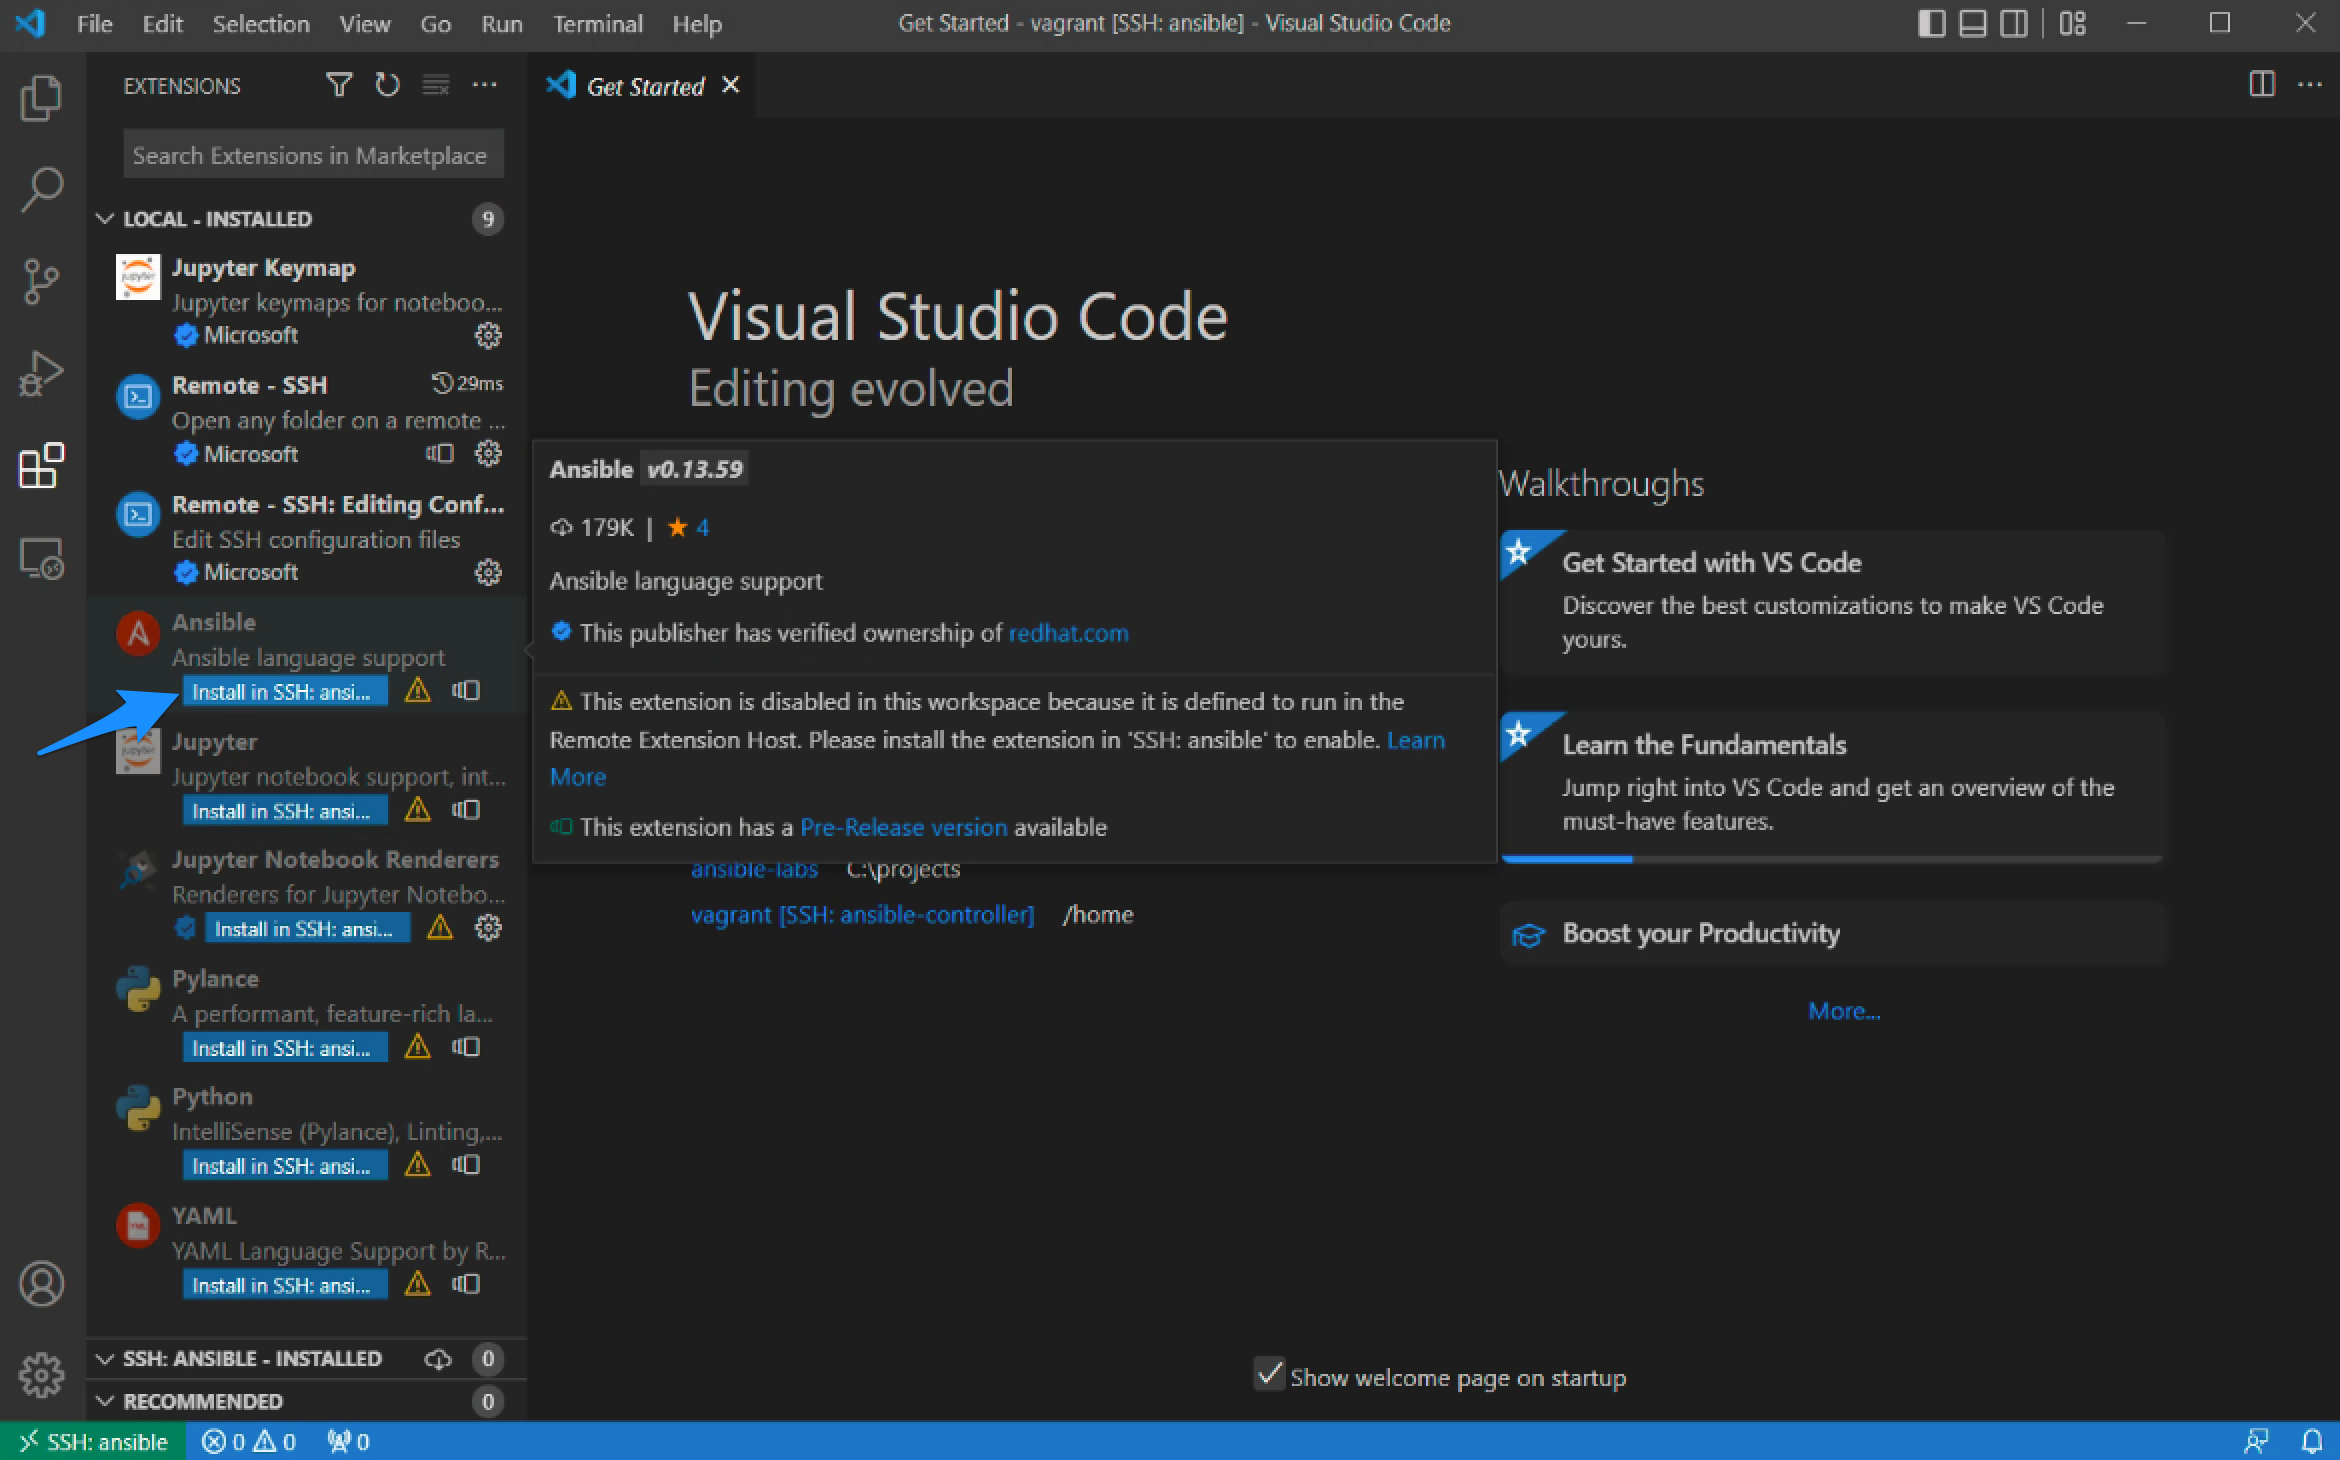 File Edit Selection View Go Run Terminal Help
Get Started - vagrant [SSH: ansible] - Visual Studio Code
EXTENSIONS
Search Extensions in Marketplace
LOCAL - INSTALLED 9
Jupyter Keymap
Jupyter keymaps for noteboo...
Microsoft
Remote - SSH 29ms
Open any folder on a remote ...
Microsoft
Remote - SSH: Editing Conf...
Edit SSH configuration files
Microsoft
Ansible
Ansible language support
Install in SSH: ansi...
Jupyter
Jupyter notebook support, int...
Install in SSH: ansi...
Jupyter Notebook Renderers
Renderers for Jupyter Notebo...
Install in SSH: ansi...
Pylance
A performant, feature-rich la...
Install in SSH: ansi...
Python
IntelliSense (Pylance), Linting,...
Install in SSH: ansi...
YAML
YAML Language Support by R...
Install in SSH: ansi...
SSH: ANSIBLE - INSTALLED 0
RECOMMENDED 0
Get Started
Visual Studio Code
Editing evolved
Ansible v0.13.59
179K | 4
Ansible language support
This publisher has verified ownership of redhat.com
This extension is disabled in this workspace because it is defined to run in the
Remote Extension Host. Please install the extension in 'SSH: ansible' to enable. Learn
More
This extension has a Pre-Release version available
ansible-labs C:\projects
vagrant [SSH: ansible-controller] /home
Walkthroughs
Get Started with VS Code
Discover the best customizations to make VS Code
yours.
Learn the Fundamentals
Jump right into VS Code and get an overview of the
must-have features.
Boost your Productivity
More...
Show welcome page on startup
SSH: ansible 0 0 0